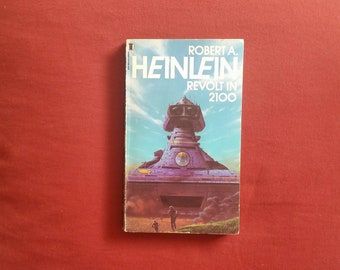 ROBERT A.
HEINLEIN
REVOLT IN
2100